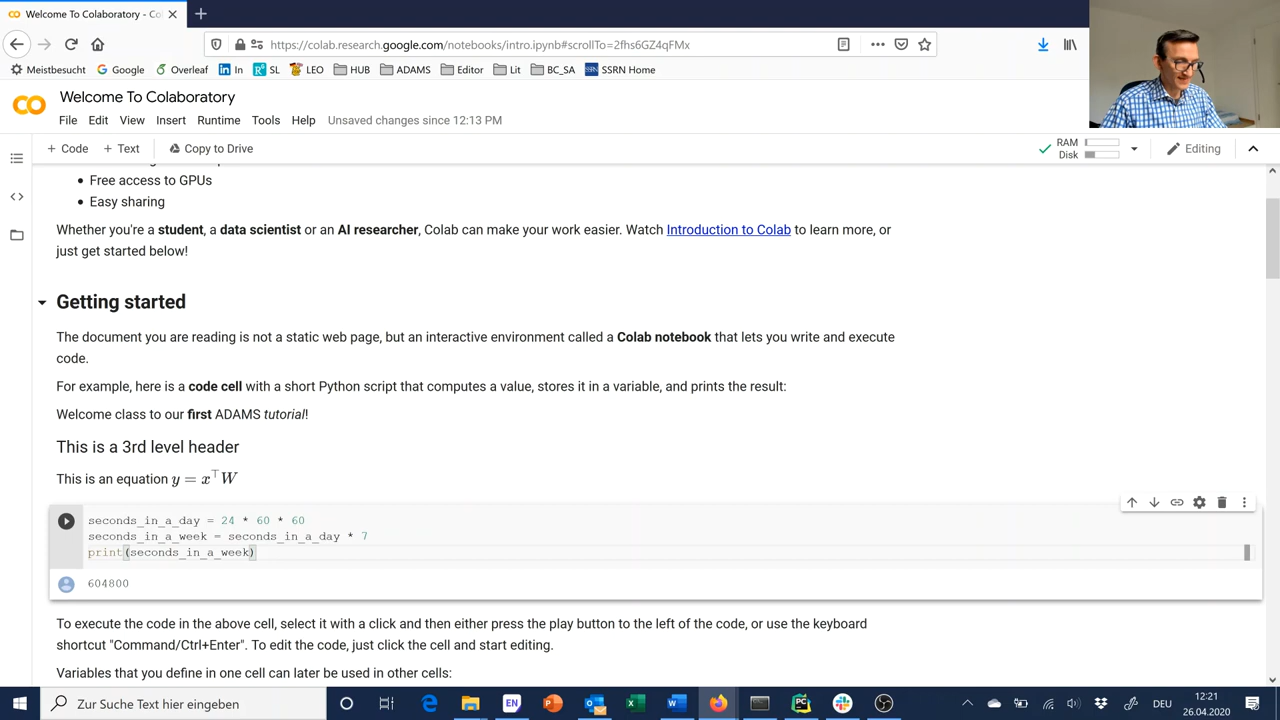 Welcome To Colaboratory - Co
https://colab.research.google.com/notebooks/intro.ipynb#scrollTo=2fhs6GZ4qFMx
Meistbesucht Google Overleaf In SL LEO HUB ADAMS Editor Lit BC_SA SSRN Home
Welcome To Colaboratory
File Edit View Insert Runtime Tools Help Unsaved changes since 12:13 PM
+ Code + Text Copy to Drive RAM Disk Editing
• Free access to GPUs
• Easy sharing
Whether you're a student, a data scientist or an AI researcher, Colab can make your work easier. Watch Introduction to Colab to learn more, or
just get started below!
Getting started
The document you are reading is not a static web page, but an interactive environment called a Colab notebook that lets you write and execute
code.
For example, here is a code cell with a short Python script that computes a value, stores it in a variable, and prints the result:
Welcome class to our first ADAMS tutorial!
This is a 3rd level header
This is an equation y = x⊤W
seconds_in_a_day = 24 * 60 * 60
seconds_in_a_week = seconds_in_a_day * 7
print(seconds_in_a_week)
604800
To execute the code in the above cell, select it with a click and then either press the play button to the left of the code, or use the keyboard
shortcut "Command/Ctrl+Enter". To edit the code, just click the cell and start editing.
Variables that you define in one cell can later be used in other cells:
Zur Suche Text hier eingeben
DEU
12:21
26.04.2020